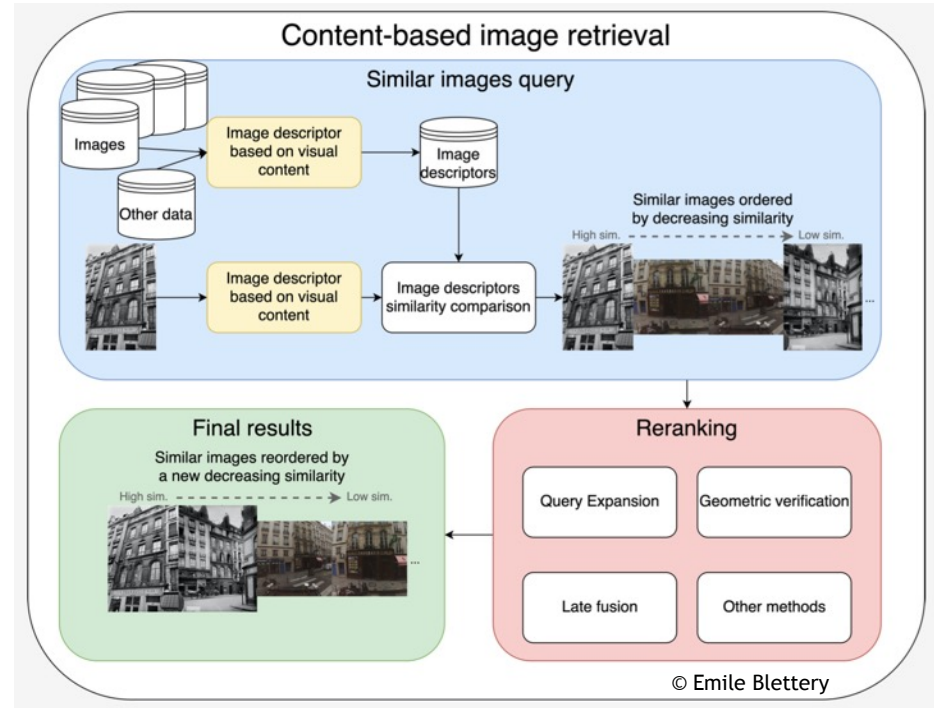 Content-based image retrieval
Similar images query
Images
Other data
Image descriptor
based on visual
content
Image
descriptors
Image descriptor
based on visual
content
Image descriptors
similarity comparison
Similar images ordered
by decreasing similarity
High sim.
Low sim.
...
Final results
Similar images reordered by
a new decreasing similarity
High sim.
Low sim.
...
Reranking
Query Expansion
Geometric verification
Late fusion
Other methods
© Emile Blettery